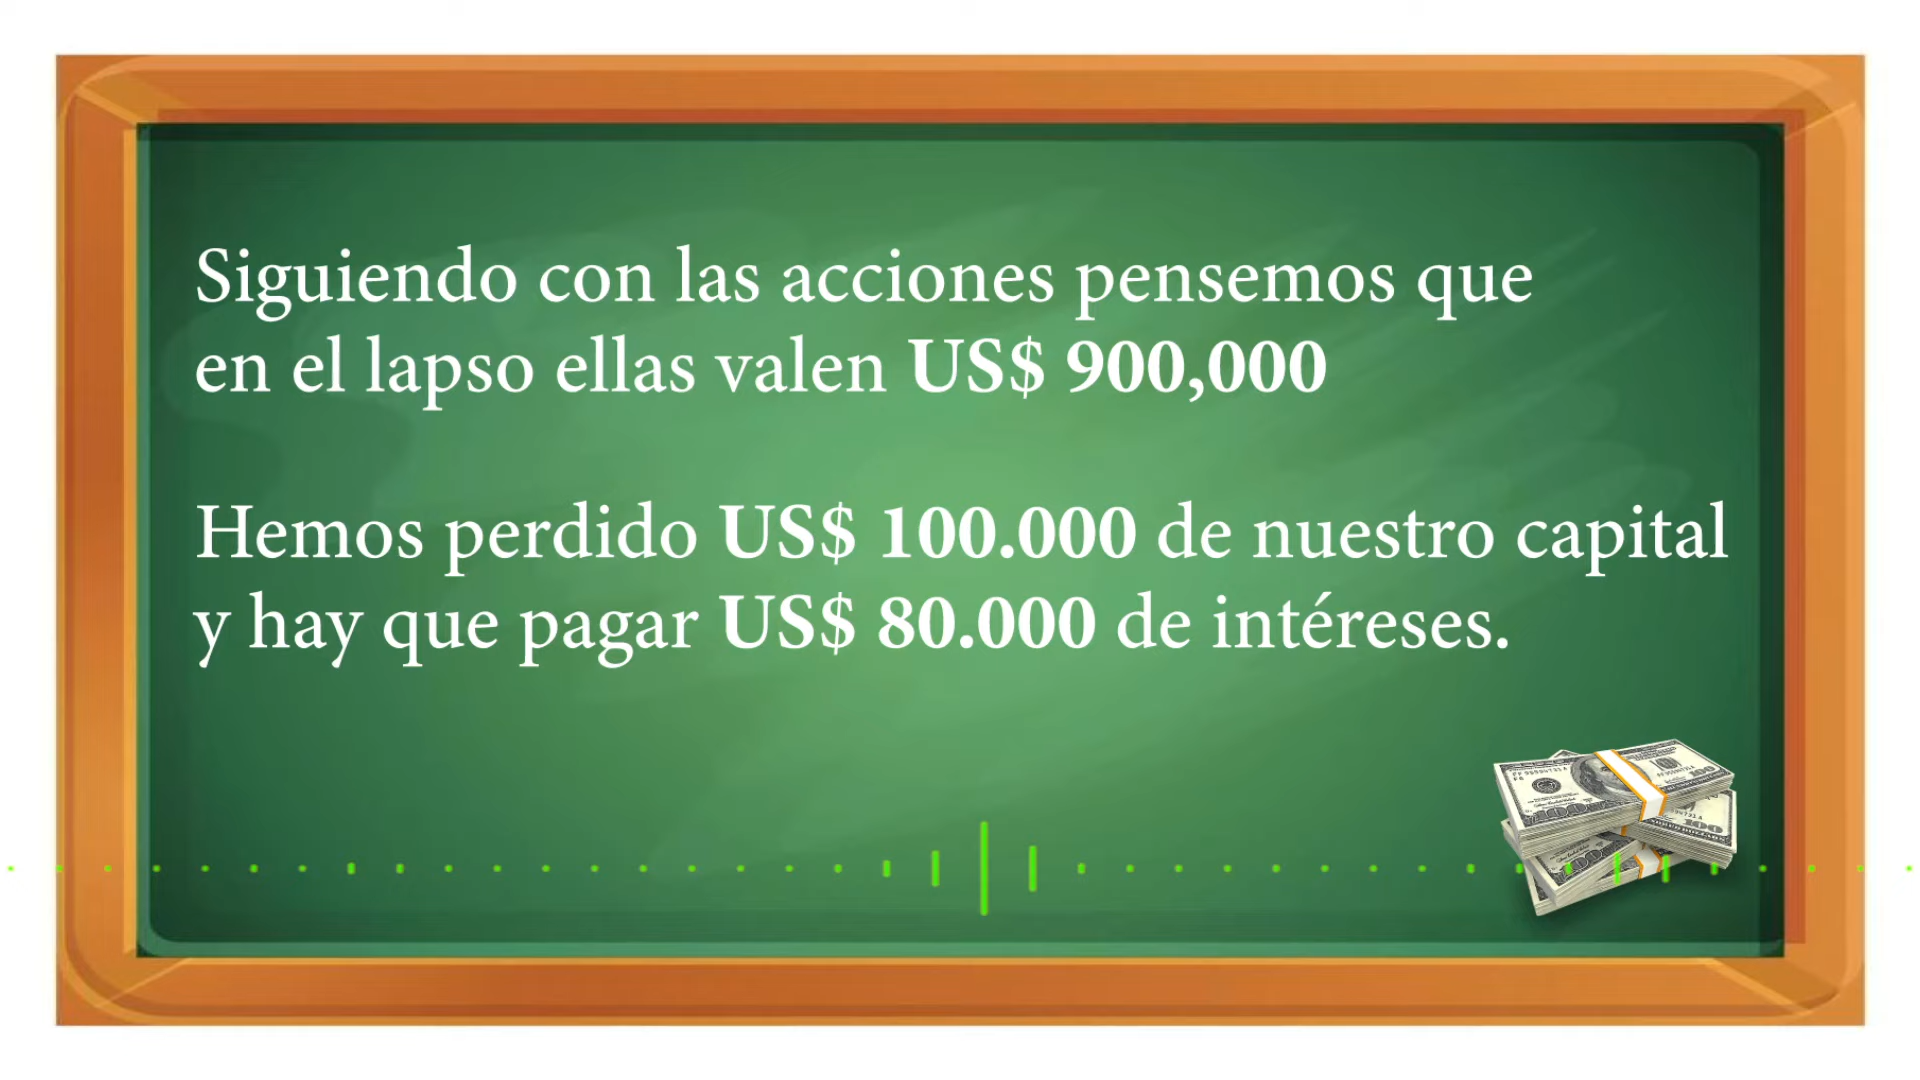 Siguiendo con las acciones pensemos que
en el lapso ellas valen US$ 900,000
Hemos perdido US$ 100.000 de nuestro capital
y hay que pagar US$ 80.000 de intéreses.